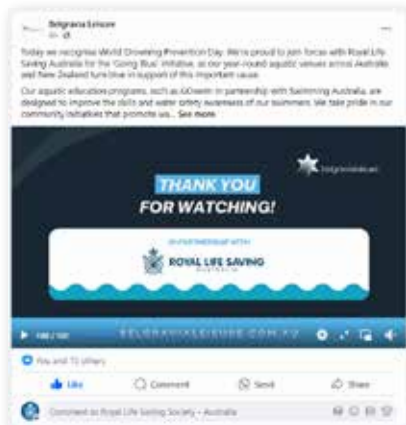 Belgravia Leisure
Today we recognise World Drowning Prevention Day. We're proud to join forces with Royal Life
Saving Australia for the 'Going Blue' initiative, as our year-round aquatic venues across Australia
and New Zealand turn blue in support of this important cause.
Our aquatic education programs, such as GOswim in partnership with Swimming Australia, are
designed to improve the skills and water safety awareness of our swimmers. We take pride in our
community initiatives that promote wa... See more
belgravialeisure
THANK YOU
FOR WATCHING!
IN PARTNERSHIP WITH
ROYAL LIFE SAVING
AUSTRALIA
BELGRAVIALEISURE.COM.AU
You and 12 others
Like Comment Send Share
Comment as Royal Life Saving Society – Australia